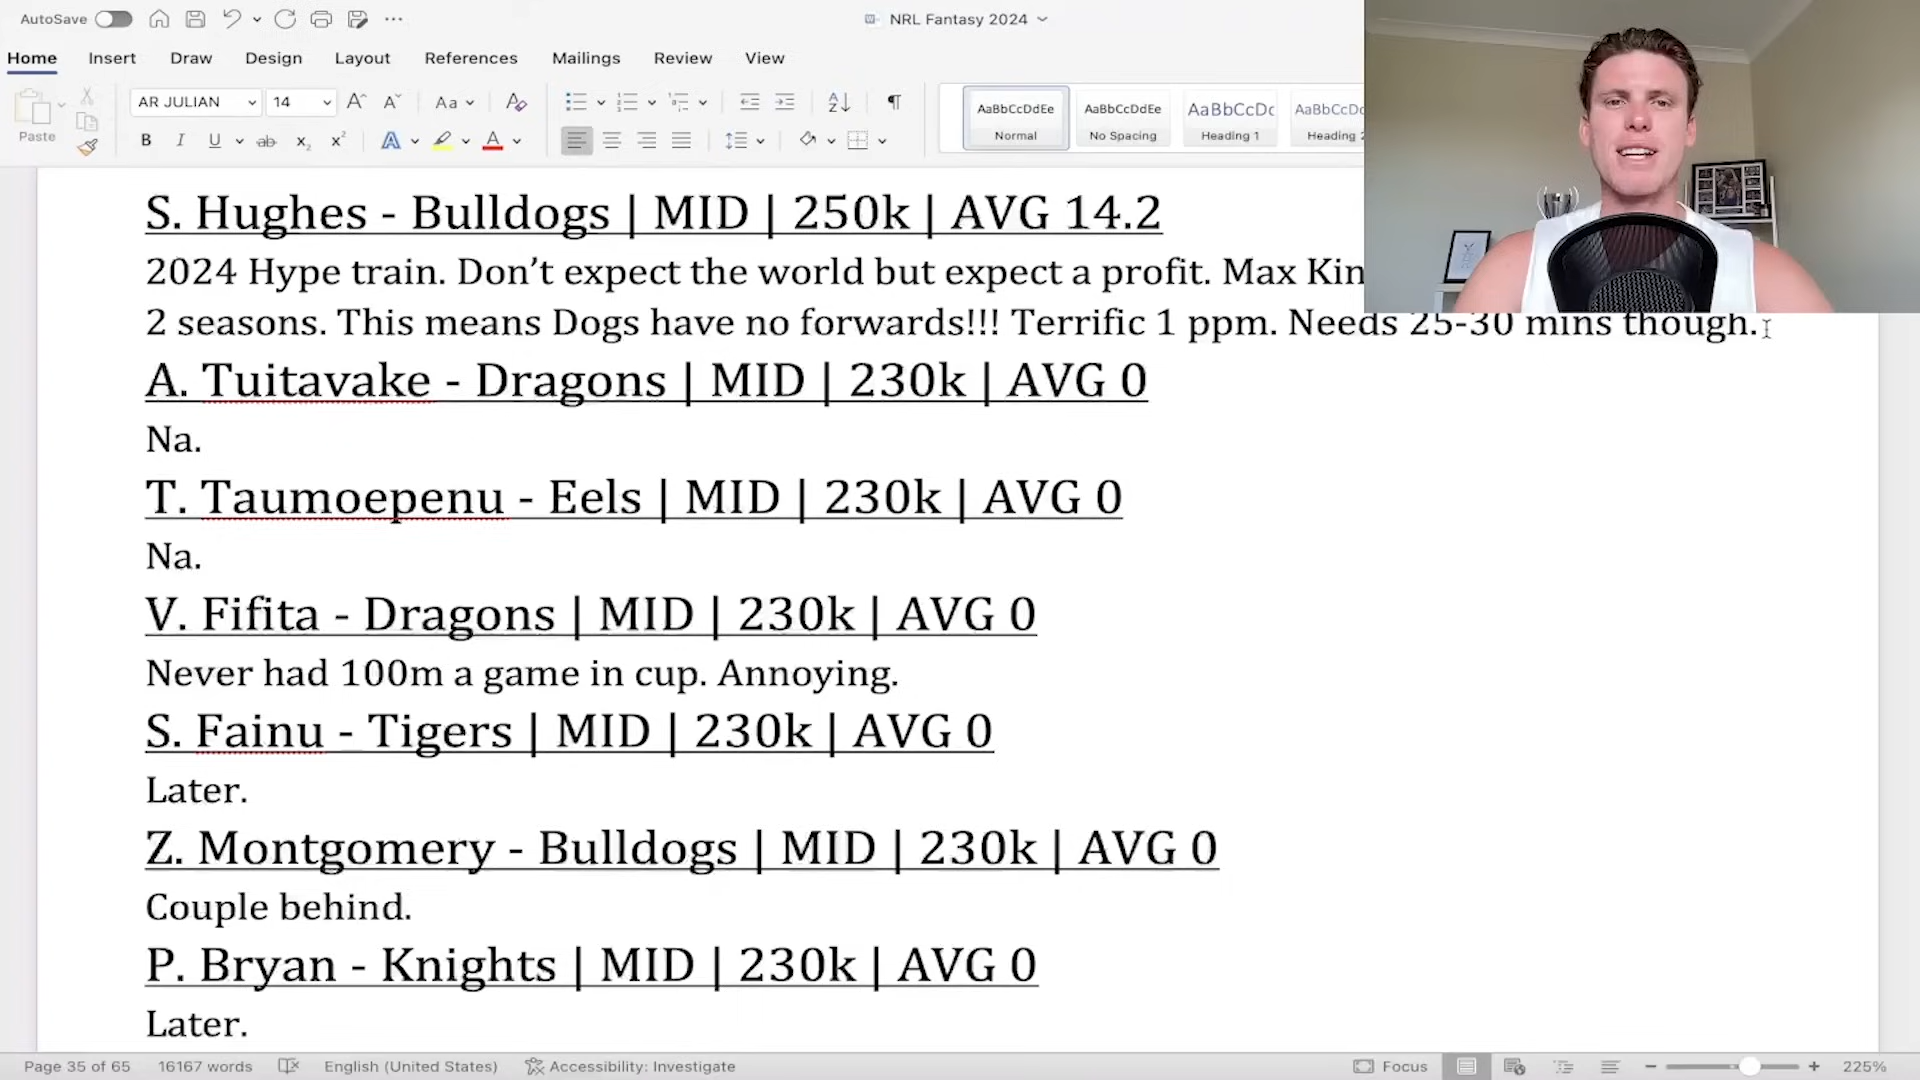 AutoSave
NRL Fantasy 2024
Home Insert Draw Design Layout References Mailings Review View
Paste
AR JULIAN 14 Aa
B I U ab x₂ x² A A
AaBbCcDdEe AaBbCcDdEe AaBbCcDc AaBbCcDd
Normal No Spacing Heading 1 Heading 2
S. Hughes - Bulldogs | MID | 250k | AVG 14.2
2024 Hype train. Don’t expect the world but expect a profit. Max Kin
2 seasons. This means Dogs have no forwards!!! Terrific 1 ppm. Needs 25-30 mins though.
A. Tuitavake - Dragons | MID | 230k | AVG 0
Na.
T. Taumoepenu - Eels | MID | 230k | AVG 0
Na.
V. Fifita - Dragons | MID | 230k | AVG 0
Never had 100m a game in cup. Annoying.
S. Fainu - Tigers | MID | 230k | AVG 0
Later.
Z. Montgomery - Bulldogs | MID | 230k | AVG 0
Couple behind.
P. Bryan - Knights | MID | 230k | AVG 0
Later.
Page 35 of 65 16167 words English (United States) Accessibility: Investigate Focus 225%